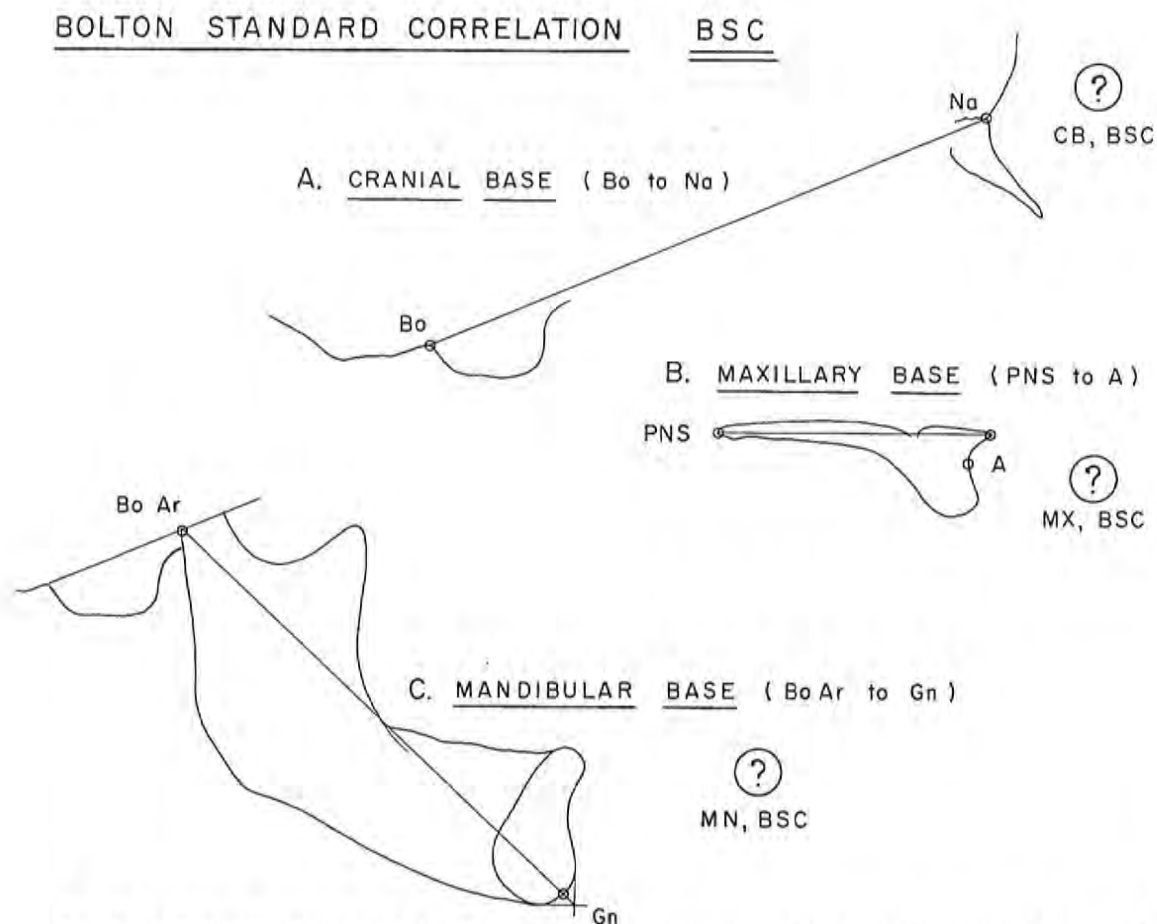 BOLTON STANDARD CORRELATION BSC
Na
?
CB, BSC
A. CRANIAL BASE (Bo to Na)
Bo
B. MAXILLARY BASE (PNS to A)
PNS
A
?
MX, BSC
Bo Ar
C. MANDIBULAR BASE (Bo Ar to Gn)
?
MN, BSC
Gn